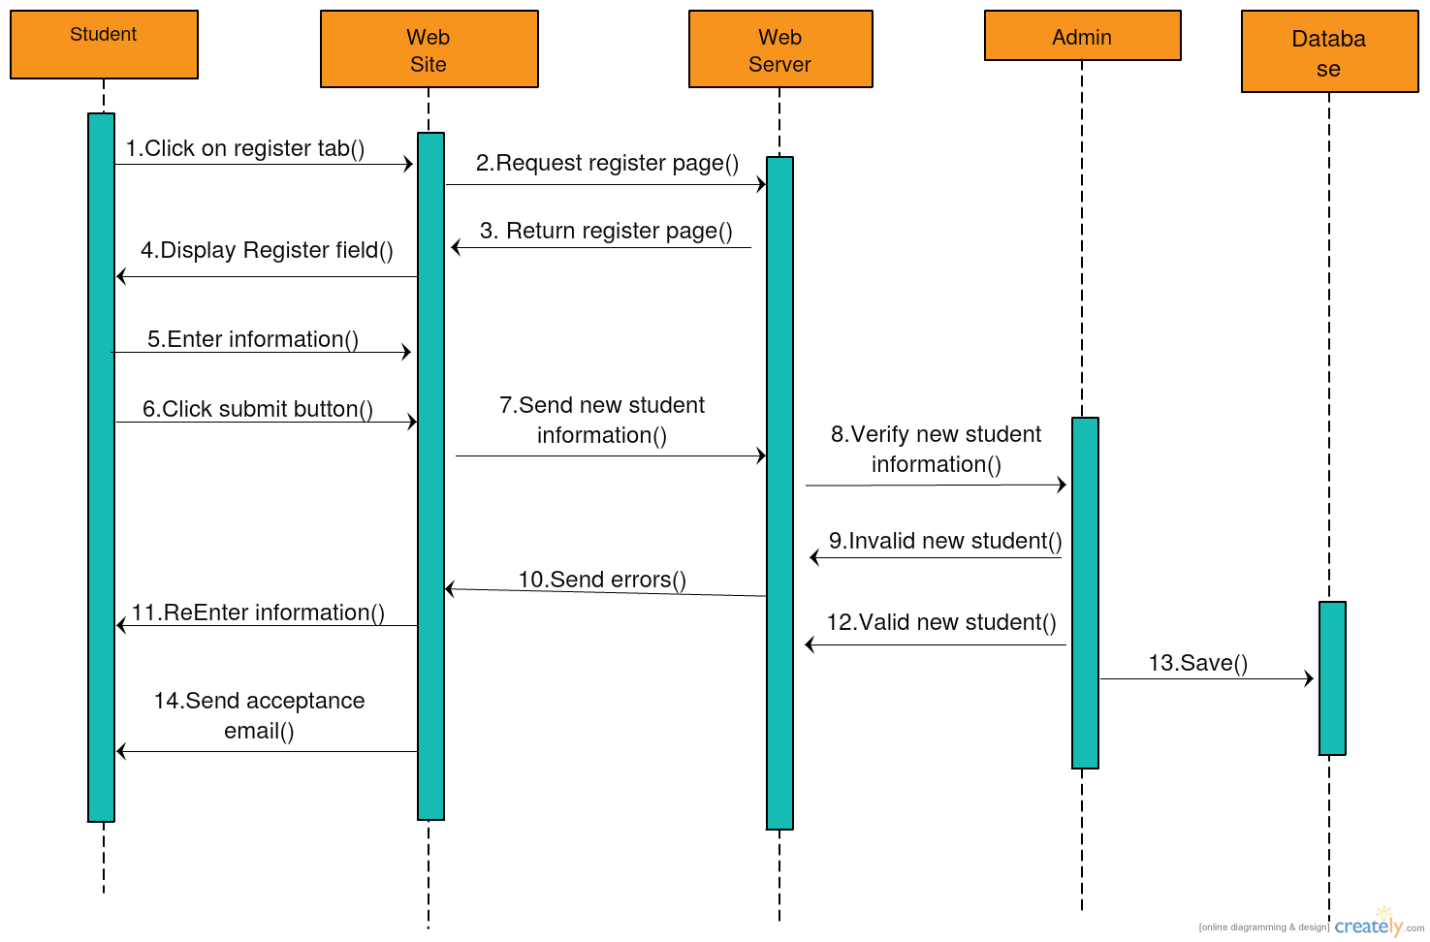 Student
Web
Site
Web
Server
Admin
Databa
se
1.Click on register tab()
2.Request register page()
3. Return register page()
4.Display Register field()
5.Enter information()
6.Click submit button()
7.Send new student
information()
8.Verify new student
information()
9.Invalid new student()
10.Send errors()
11.ReEnter information()
12.Valid new student()
13.Save()
14.Send acceptance
email()
[online diagramming & design] creately.com